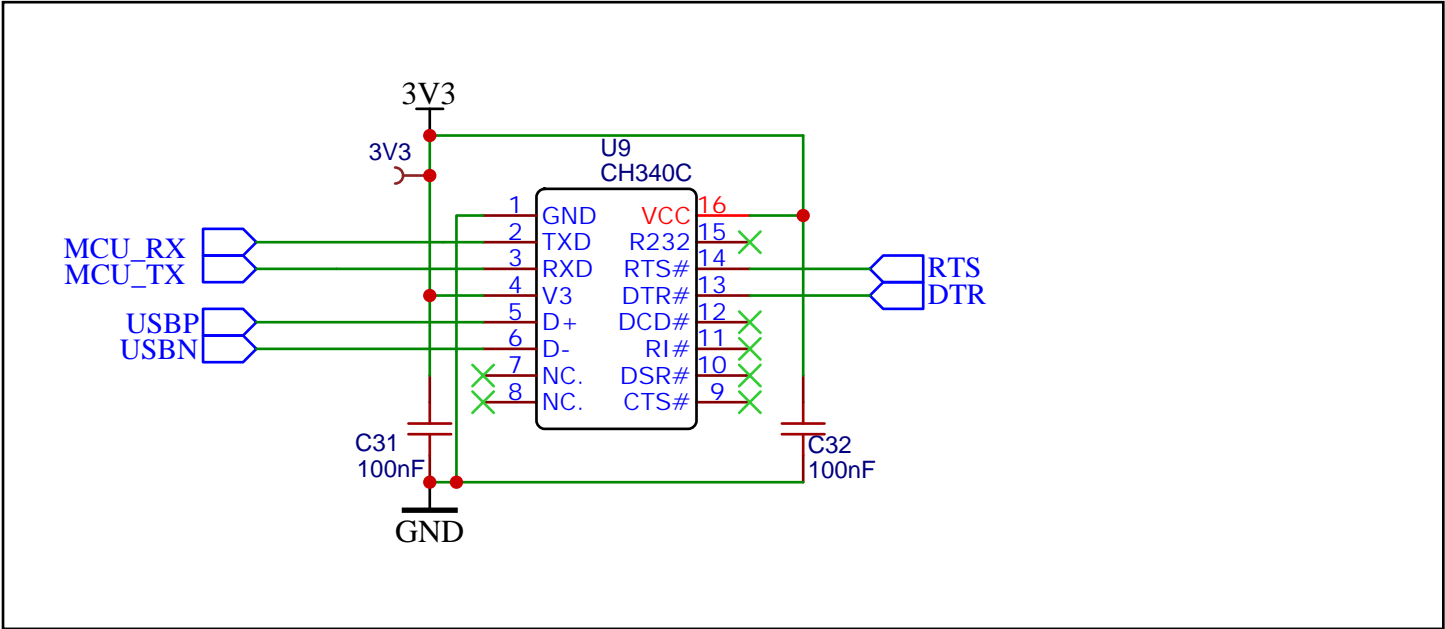 3V3
3V3
U9
CH340C
1 GND
2 TXD
3 RXD
4 V3
5 D+
6 D-
7 NC.
8 NC.
VCC 16
R232 15
RTS# 14
DTR# 13
DCD# 12
RI# 11
DSR# 10
CTS# 9
MCU_RX
MCU_TX
USBP
USBN
RTS
DTR
C31
100nF
C32
100nF
GND